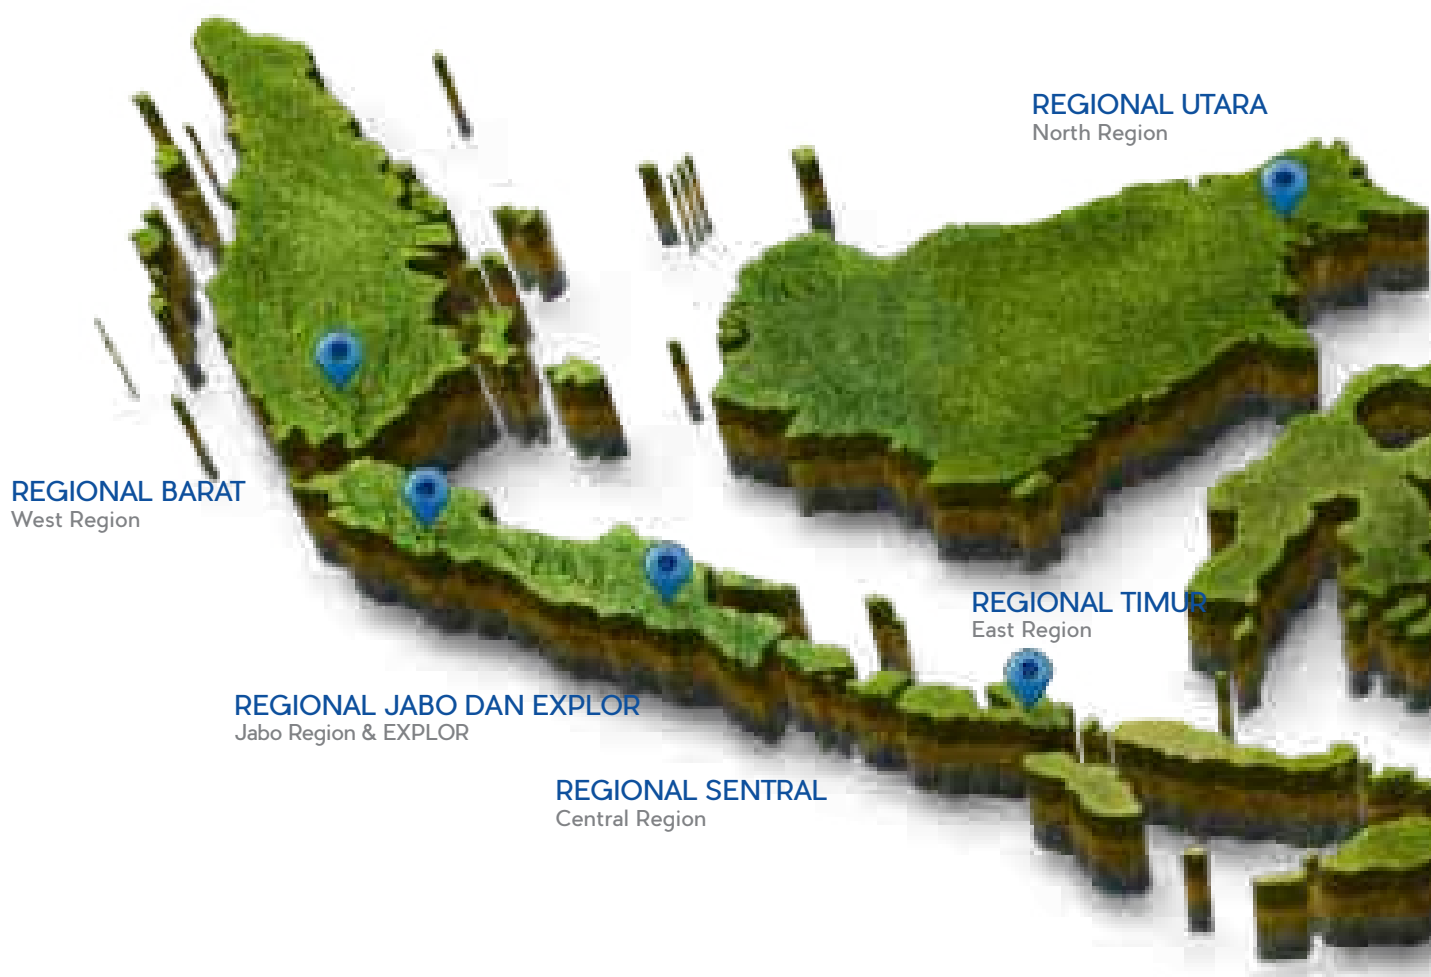 REGIONAL UTARA
North Region
REGIONAL BARAT
West Region
REGIONAL TIMUR
East Region
REGIONAL JABO DAN EXPLOR
Jabo Region & EXPLOR
REGIONAL SENTRAL
Central Region